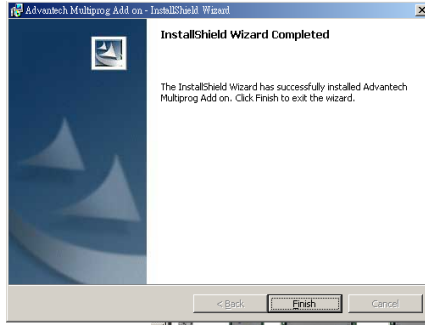 Advantech Multiprog Add on - InstallShield Wizard
InstallShield Wizard Completed
The InstallShield Wizard has successfully installed Advantech
Multiprog Add on. Click Finish to exit the wizard.
< Back
Finish
Cancel